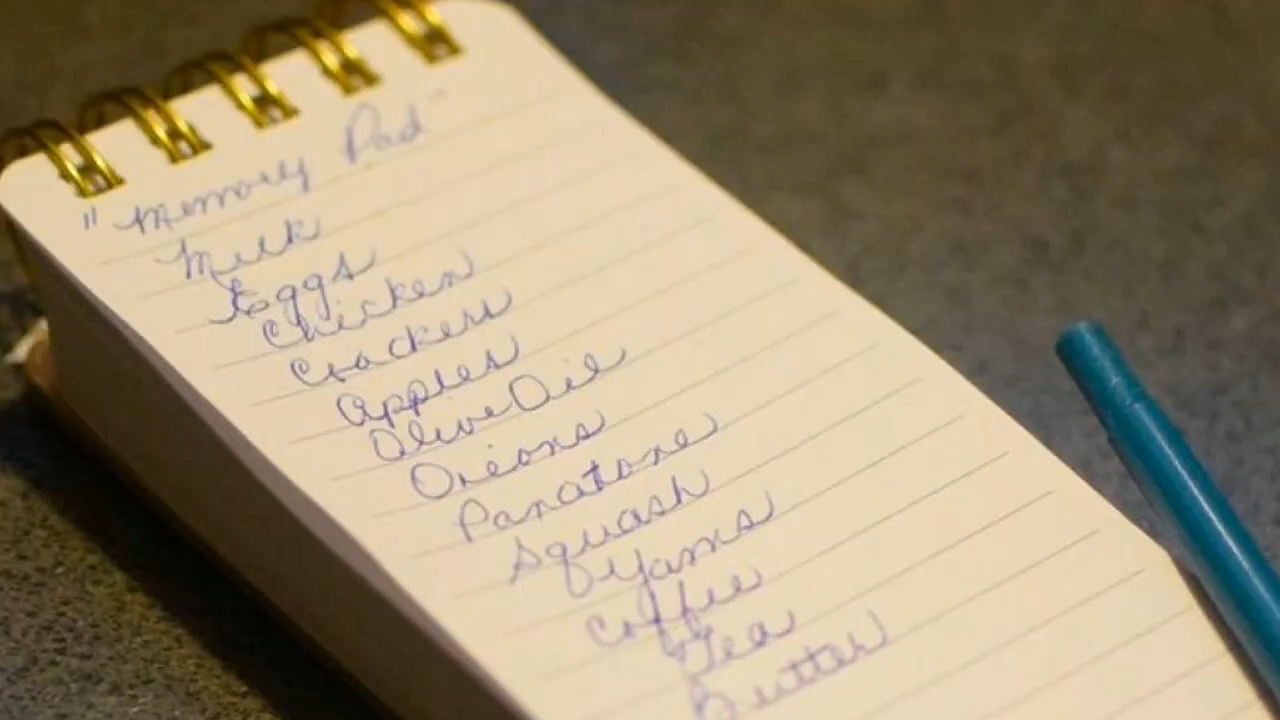 "Memory Pad"
Milk
Eggs
Chicken
Crackers
Apples
Olive Oil
Onions
Panatone
Squash
Yams
Coffee
Tea
Butter